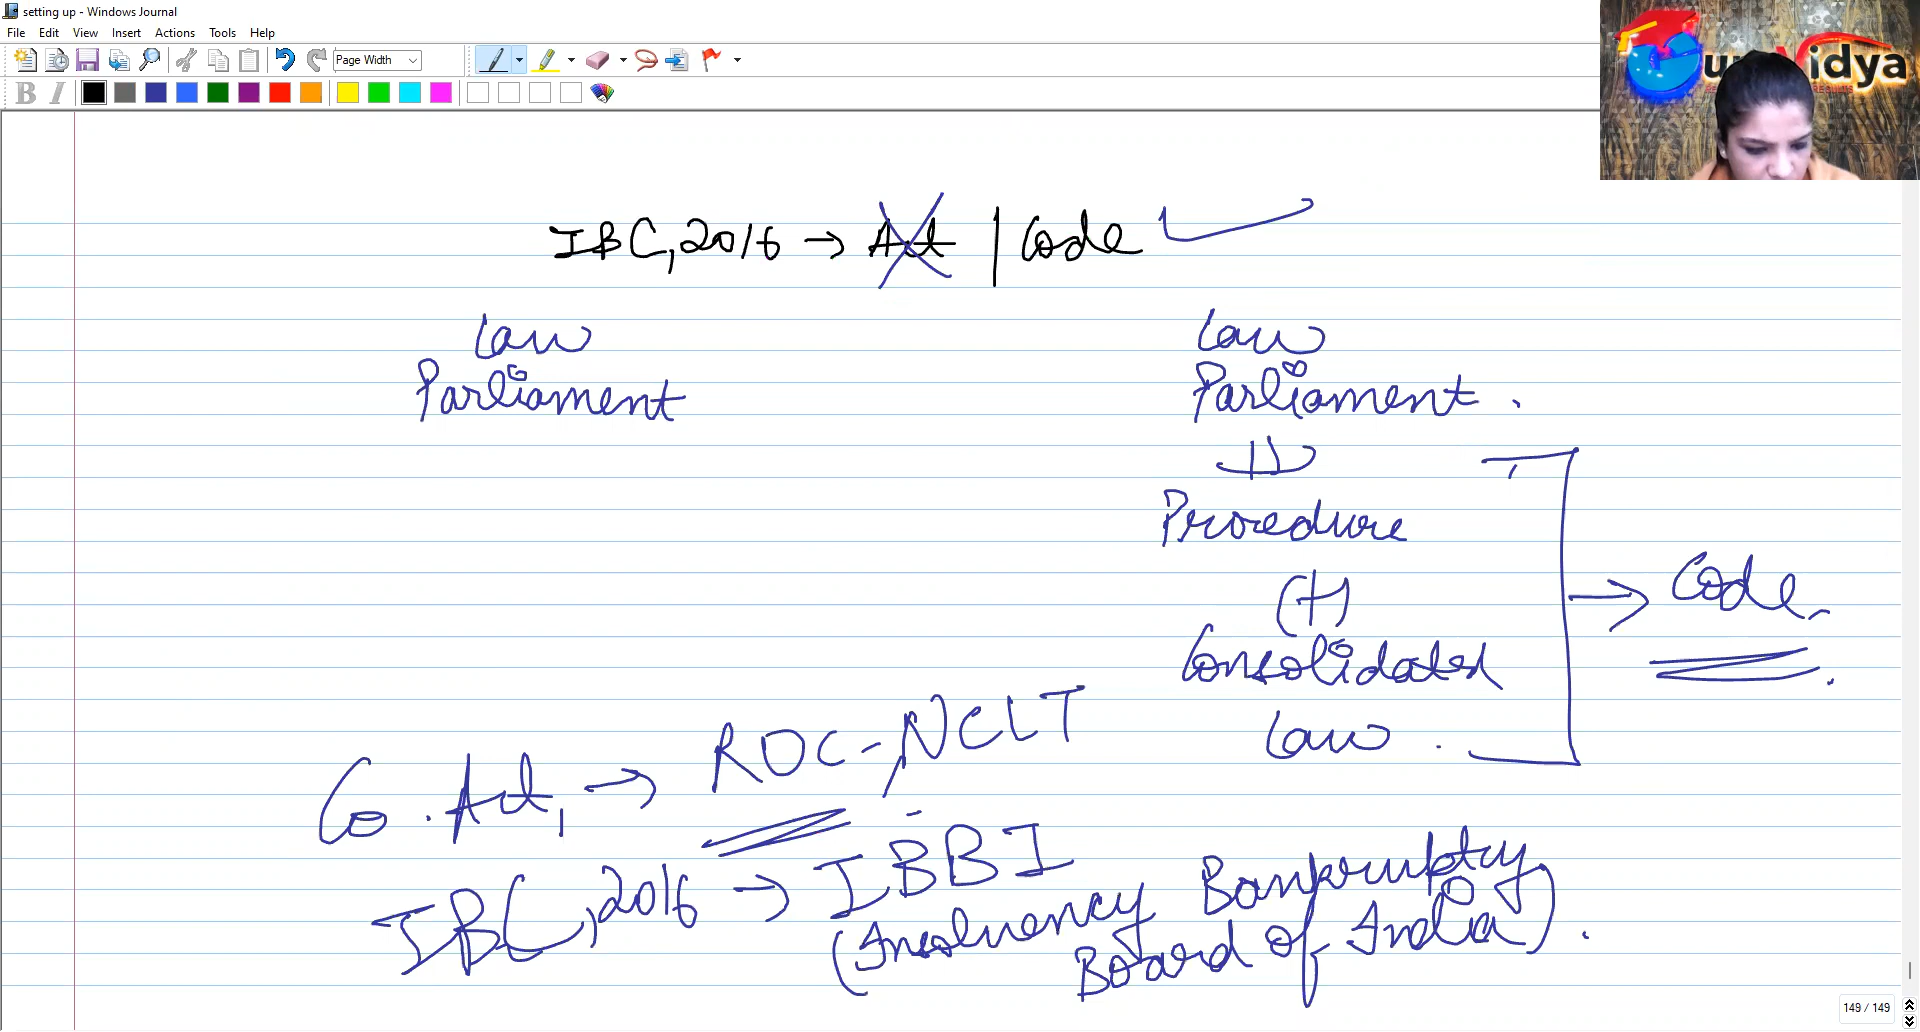 setting up - Windows Journal
File Edit View Insert Actions Tools Help
Page Width
B I
Vidya
IBC, 2016 → Act | Code
Law
Parliament
Law
Parliament.
Procedure
(+)
Consolidated
Law.
→ Code.
Co. Act, → ROC - NCLT
IBC, 2016 → IBBI
(Insolvency Bankruptcy
Board of India).
149 / 149